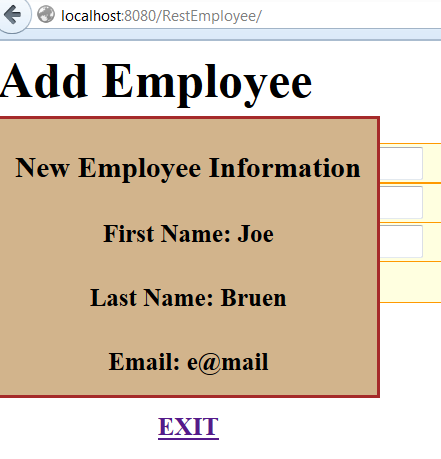 localhost:8080/RestEmployee/
Add Employee
New Employee Information
First Name: Joe
Last Name: Bruen
Email: e@mail
EXIT